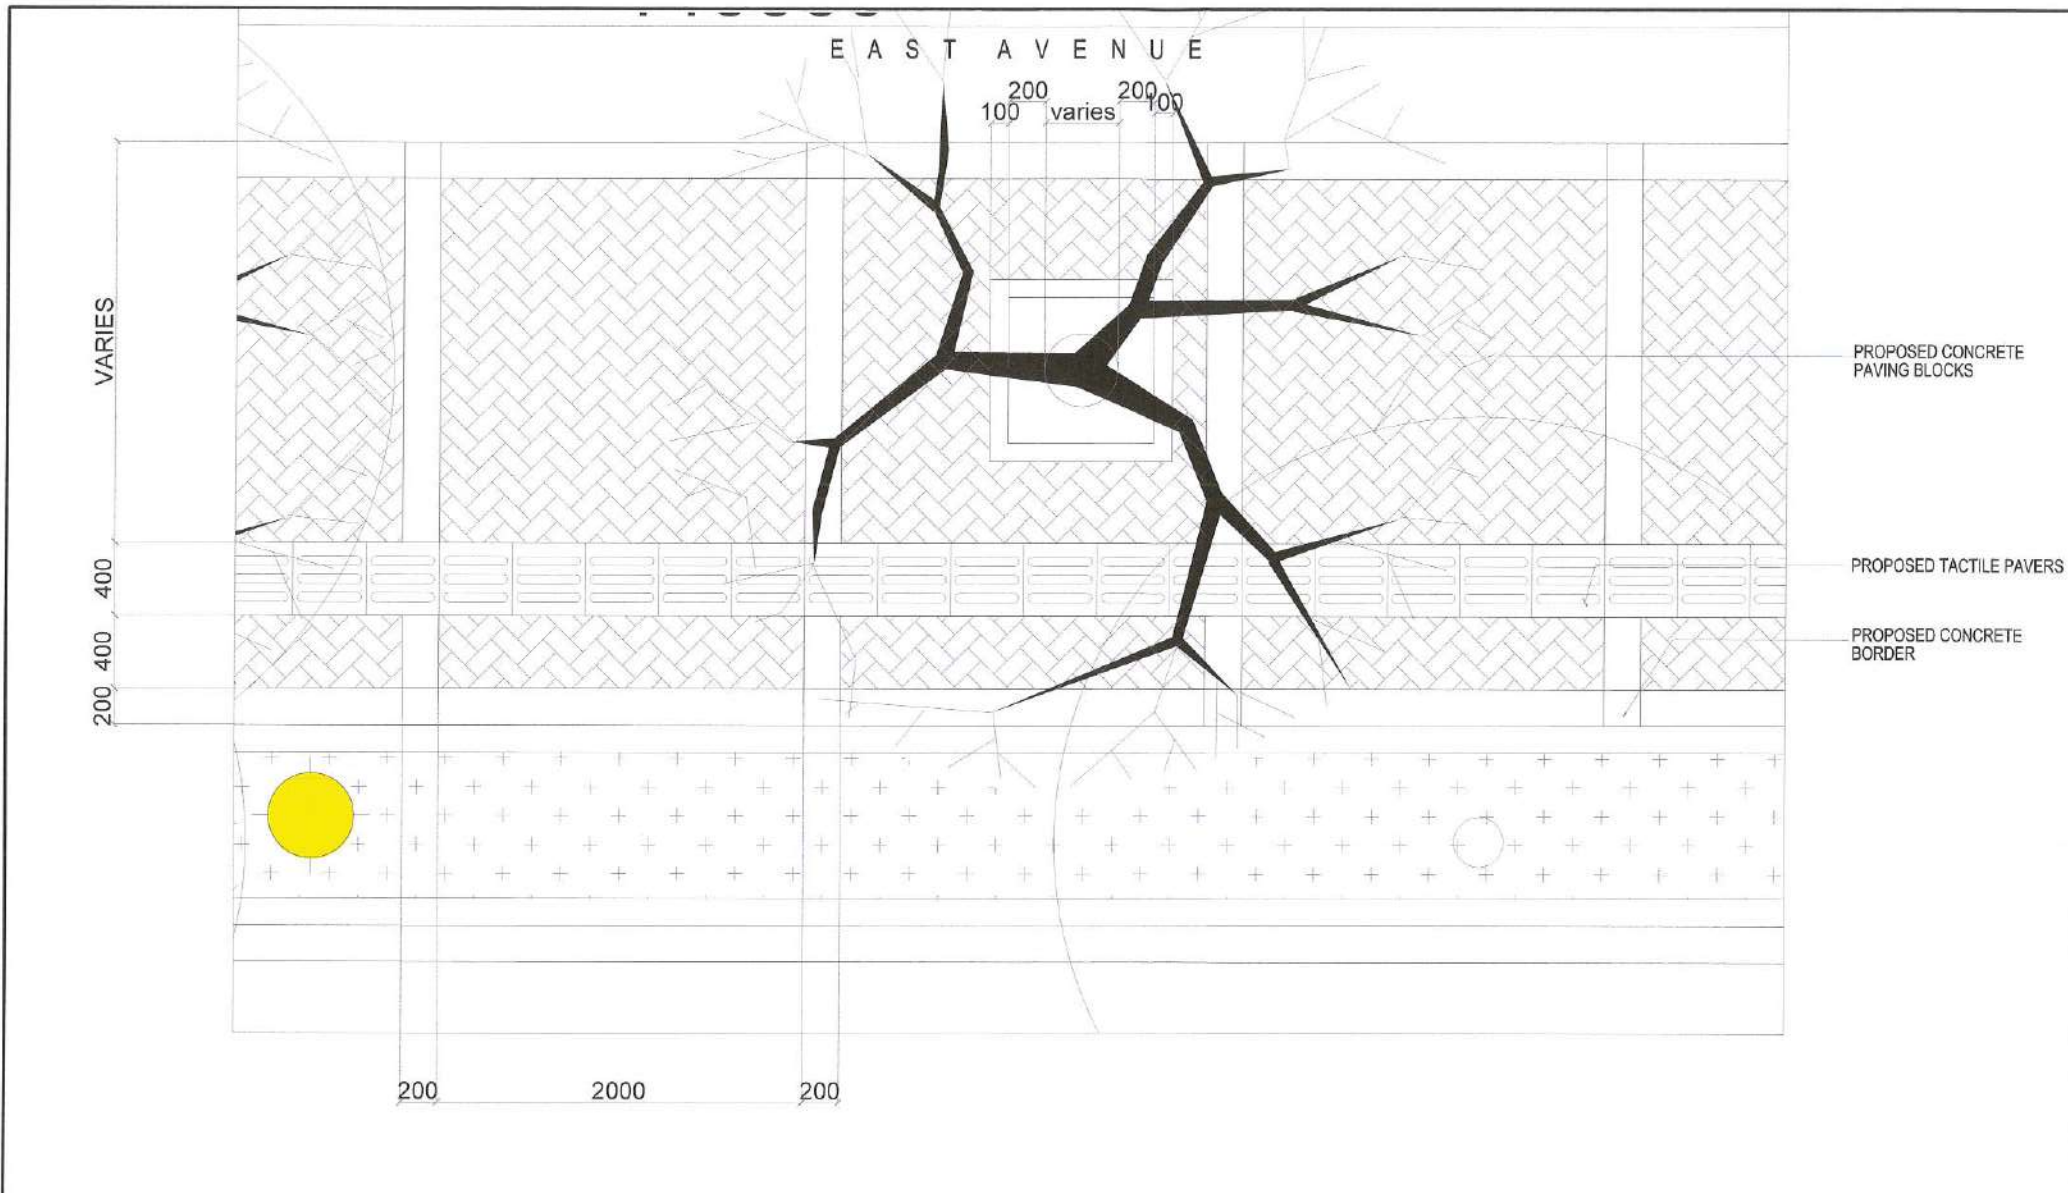 EAST AVENUE
200
200
100
varies
100
VARIES
PROPOSED CONCRETE
PAVING BLOCKS
400
PROPOSED TACTILE PAVERS
400
PROPOSED CONCRETE
BORDER
200
200
2000
200